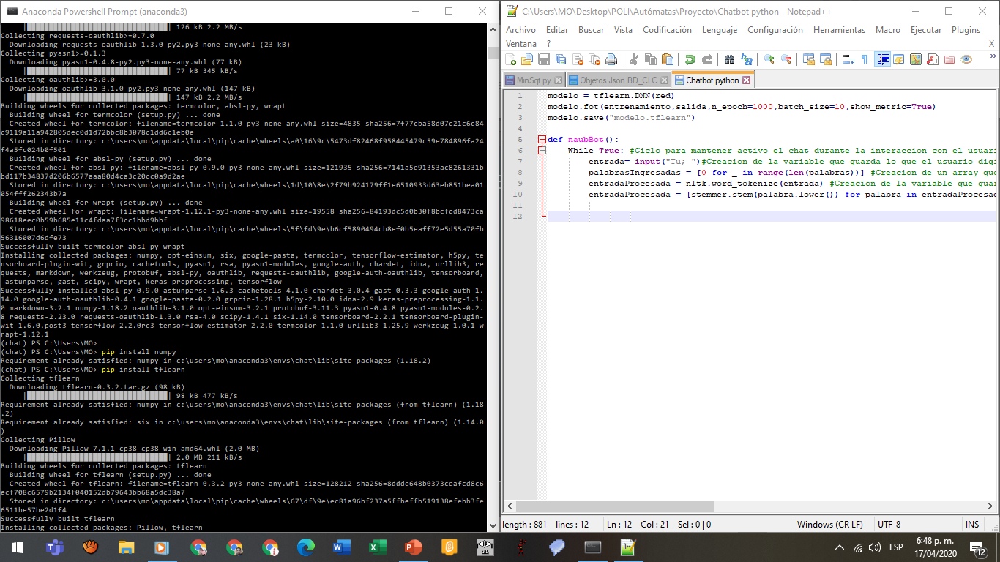 Anaconda Powershell Prompt (anaconda3)
126 kB 2.2 MB/s
Collecting requests-oauthlib>=0.7.0
  Downloading requests_oauthlib-1.3.0-py2.py3-none-any.whl (23 kB)
Collecting pyasn1>=0.1.3
  Downloading pyasn1-0.4.8-py2.py3-none-any.whl (77 kB)
77 kB 345 kB/s
Collecting oauthlib>=3.0.0
  Downloading oauthlib-3.1.0-py2.py3-none-any.whl (147 kB)
147 kB 2.2 MB/s
Building wheels for collected packages: termcolor, absl-py, wrapt
  Building wheel for termcolor (setup.py) ... done
  Created wheel for termcolor: filename=termcolor-1.1.0-py3-none-any.whl size=4835 sha256=7f77cba58d07c21c6c84
c9119a11a942805dec0d1d72bbc8b3078c1dd6c1eb0e
  Stored in directory: c:\users\mo\appdata\local\pip\cache\wheels\a0\16\9c\5473df82468f958445479c59e784896fa24
f4a5fc024b0f501
  Building wheel for absl-py (setup.py) ... done
  Created wheel for absl-py: filename=absl_py-0.9.0-py3-none-any.whl size=121935 sha256=7141a5e91353ac8261331b
bd117b34837d206b6577aaa80d4ca3c20cc0a9d2ae
  Stored in directory: c:\users\mo\appdata\local\pip\cache\wheels\1d\10\8e\2f79b924179ff1e6510933d63eb851bea01
054fff262343b7a
  Building wheel for wrapt (setup.py) ... done
  Created wheel for wrapt: filename=wrapt-1.12.1-py3-none-any.whl size=19558 sha256=84193dc5d0b30f8bcfcd8473ca
98618eec0b59b685e11c4fdaa7f3cc1bbd9bbf
  Stored in directory: c:\users\mo\appdata\local\pip\cache\wheels\5f\fd\9e\b6cf5890494cb8ef0b5eaff72e5d55a70fb
56316007d6dfe73
Successfully built termcolor absl-py wrapt
Installing collected packages: numpy, opt-einsum, six, google-pasta, termcolor, tensorflow-estimator, h5py, te
nsorboard-plugin-wit, grpcio, cachetools, pyasn1, rsa, pyasn1-modules, google-auth, chardet, idna, urllib3, re
quests, markdown, werkzeug, protobuf, absl-py, oauthlib, requests-oauthlib, google-auth-oauthlib, tensorboard,
 astunparse, gast, scipy, wrapt, keras-preprocessing, tensorflow
Successfully installed absl-py-0.9.0 astunparse-1.6.3 cachetools-4.1.0 chardet-3.0.4 gast-0.3.3 google-auth-1.
14.0 google-auth-oauthlib-0.4.1 google-pasta-0.2.0 grpcio-1.28.1 h5py-2.10.0 idna-2.9 keras-preprocessing-1.1.
0 markdown-3.2.1 numpy-1.18.2 oauthlib-3.1.0 opt-einsum-3.2.1 protobuf-3.11.3 pyasn1-0.4.8 pyasn1-modules-0.2.
8 requests-2.23.0 requests-oauthlib-1.3.0 rsa-4.0 scipy-1.4.1 six-1.14.0 tensorboard-2.2.1 tensorboard-plugin-
wit-1.6.0.post3 tensorflow-2.2.0rc3 tensorflow-estimator-2.2.0 termcolor-1.1.0 urllib3-1.25.9 werkzeug-1.0.1 w
rapt-1.12.1
(chat) PS C:\Users\MO>
(chat) PS C:\Users\MO> pip install numpy
Requirement already satisfied: numpy in c:\users\mo\anaconda3\envs\chat\lib\site-packages (1.18.2)
(chat) PS C:\Users\MO> pip install tflearn
Collecting tflearn
  Downloading tflearn-0.3.2.tar.gz (98 kB)
98 kB 477 kB/s
Requirement already satisfied: numpy in c:\users\mo\anaconda3\envs\chat\lib\site-packages (from tflearn) (1.18
.2)
Requirement already satisfied: six in c:\users\mo\anaconda3\envs\chat\lib\site-packages (from tflearn) (1.14.0
)
Collecting Pillow
  Downloading Pillow-7.1.1-cp38-cp38-win_amd64.whl (2.0 MB)
2.0 MB 211 kB/s
Building wheels for collected packages: tflearn
  Building wheel for tflearn (setup.py) ... done
  Created wheel for tflearn: filename=tflearn-0.3.2-py3-none-any.whl size=128212 sha256=8ddde648b0373ceafcd8c6
ecf708c6579b2134f040152db79643bb68a5dc38a7
  Stored in directory: c:\users\mo\appdata\local\pip\cache\wheels\67\df\9e\ec81a96bf237a5ffbeffb519138efebb3fe
6511be57be2d1f4
Successfully built tflearn
Installing collected packages: Pillow, tflearn
C:\Users\MO\Desktop\POLI\Autómatas\Proyecto\Chatbot python - Notepad++
Archivo Editar Buscar Vista Codificación Lenguaje Configuración Herramientas Macro Ejecutar Plugins
Ventana ? X
MinSqt.py Objetos Json BD_CLC Chatbot python
1 modelo = tflearn.DNN(red)
2 modelo.fot(entrenamiento,salida,n_epoch=1000,batch_size=10,show_metric=True)
3 modelo.save("modelo.tflearn")
4
5 def naubBot():
6     While True: #Ciclo para mantener activo el chat durante la interaccion con el usuar
7         entrada= input("Tu; ")#Creacion de la variable que guarda lo que el usuario dig
8         palabrasIngresadas = [0 for _ in range(len(palabras))] #Creacion de un array que
9         entradaProcesada = nltk.word_tokenize(entrada) #Creacion de la variable que gua
10         entradaProcesada = [stemmer.stem(palabra.lower()) for palabra in entradaProcesad
11
12
length : 881 lines : 12 Ln : 12 Col : 21 Sel : 0 | 0 Windows (CR LF) UTF-8 INS
ESP
6:48 p. m.
17/04/2020
12